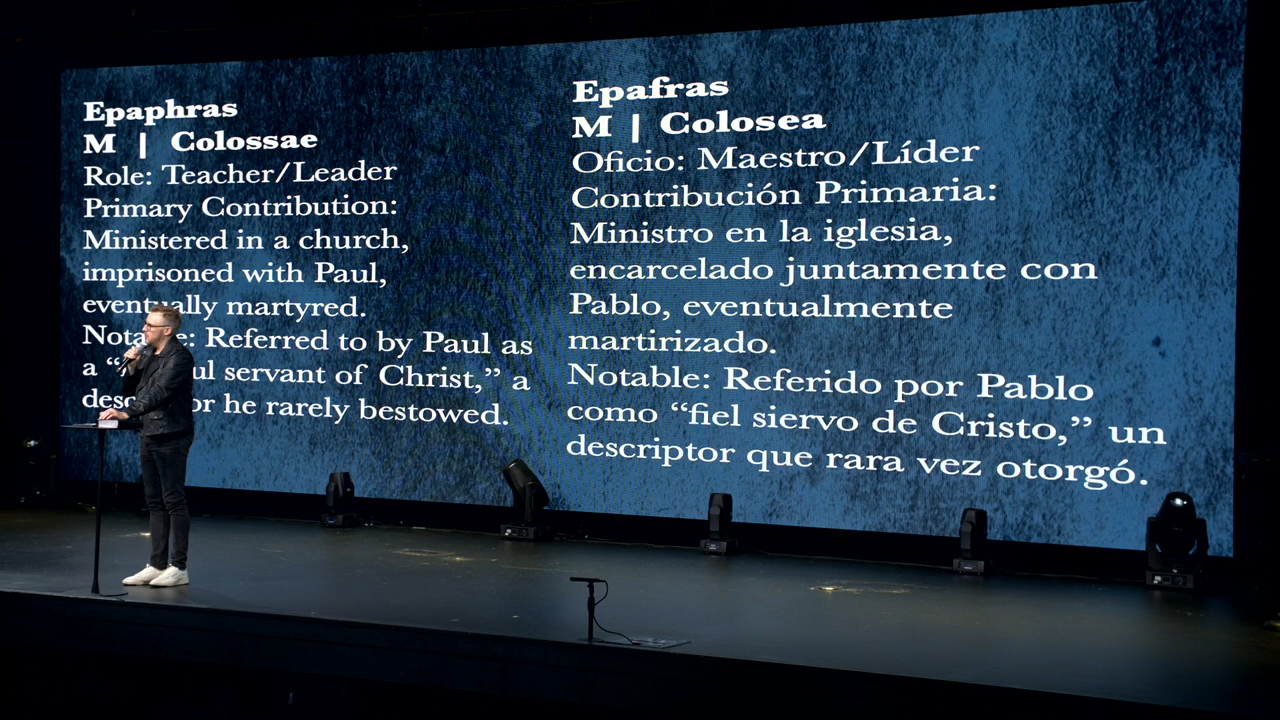 Epaphras
M | Colossae
Role: Teacher/Leader
Primary Contribution:
Ministered in a church,
imprisoned with Paul,
eventually martyred.
Referred to by Paul as
a servant of Christ,” a
he rarely bestowed.
Epafras
M | Colosea
Oficio: Maestro/Líder
Contribución Primaria:
Ministro en la iglesia,
encarcelado juntamente con
Pablo, eventualmente
martirizado.
Notable: Referido por Pablo
como “fiel siervo de Cristo,” un
descriptor que rara vez otorgó.